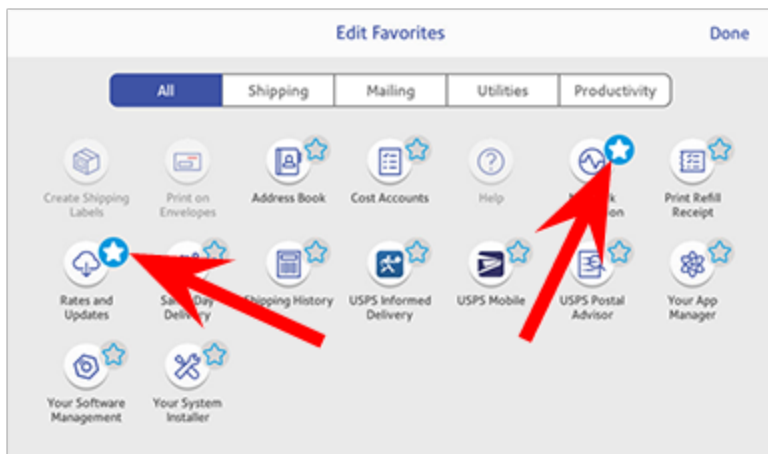 Edit Favorites
Done
All
Shipping
Mailing
Utilities
Productivity
Create Shipping
Labels
Print on
Envelopes
Address Book
Cost Accounts
Help
Print Refill
Receipt
Rates and
Updates
Day
Delivery
Shipping History
USPS Informed
Delivery
USPS Mobile
USPS Postal
Advisor
Your App
Manager
Your Software
Management
Your System
Installer